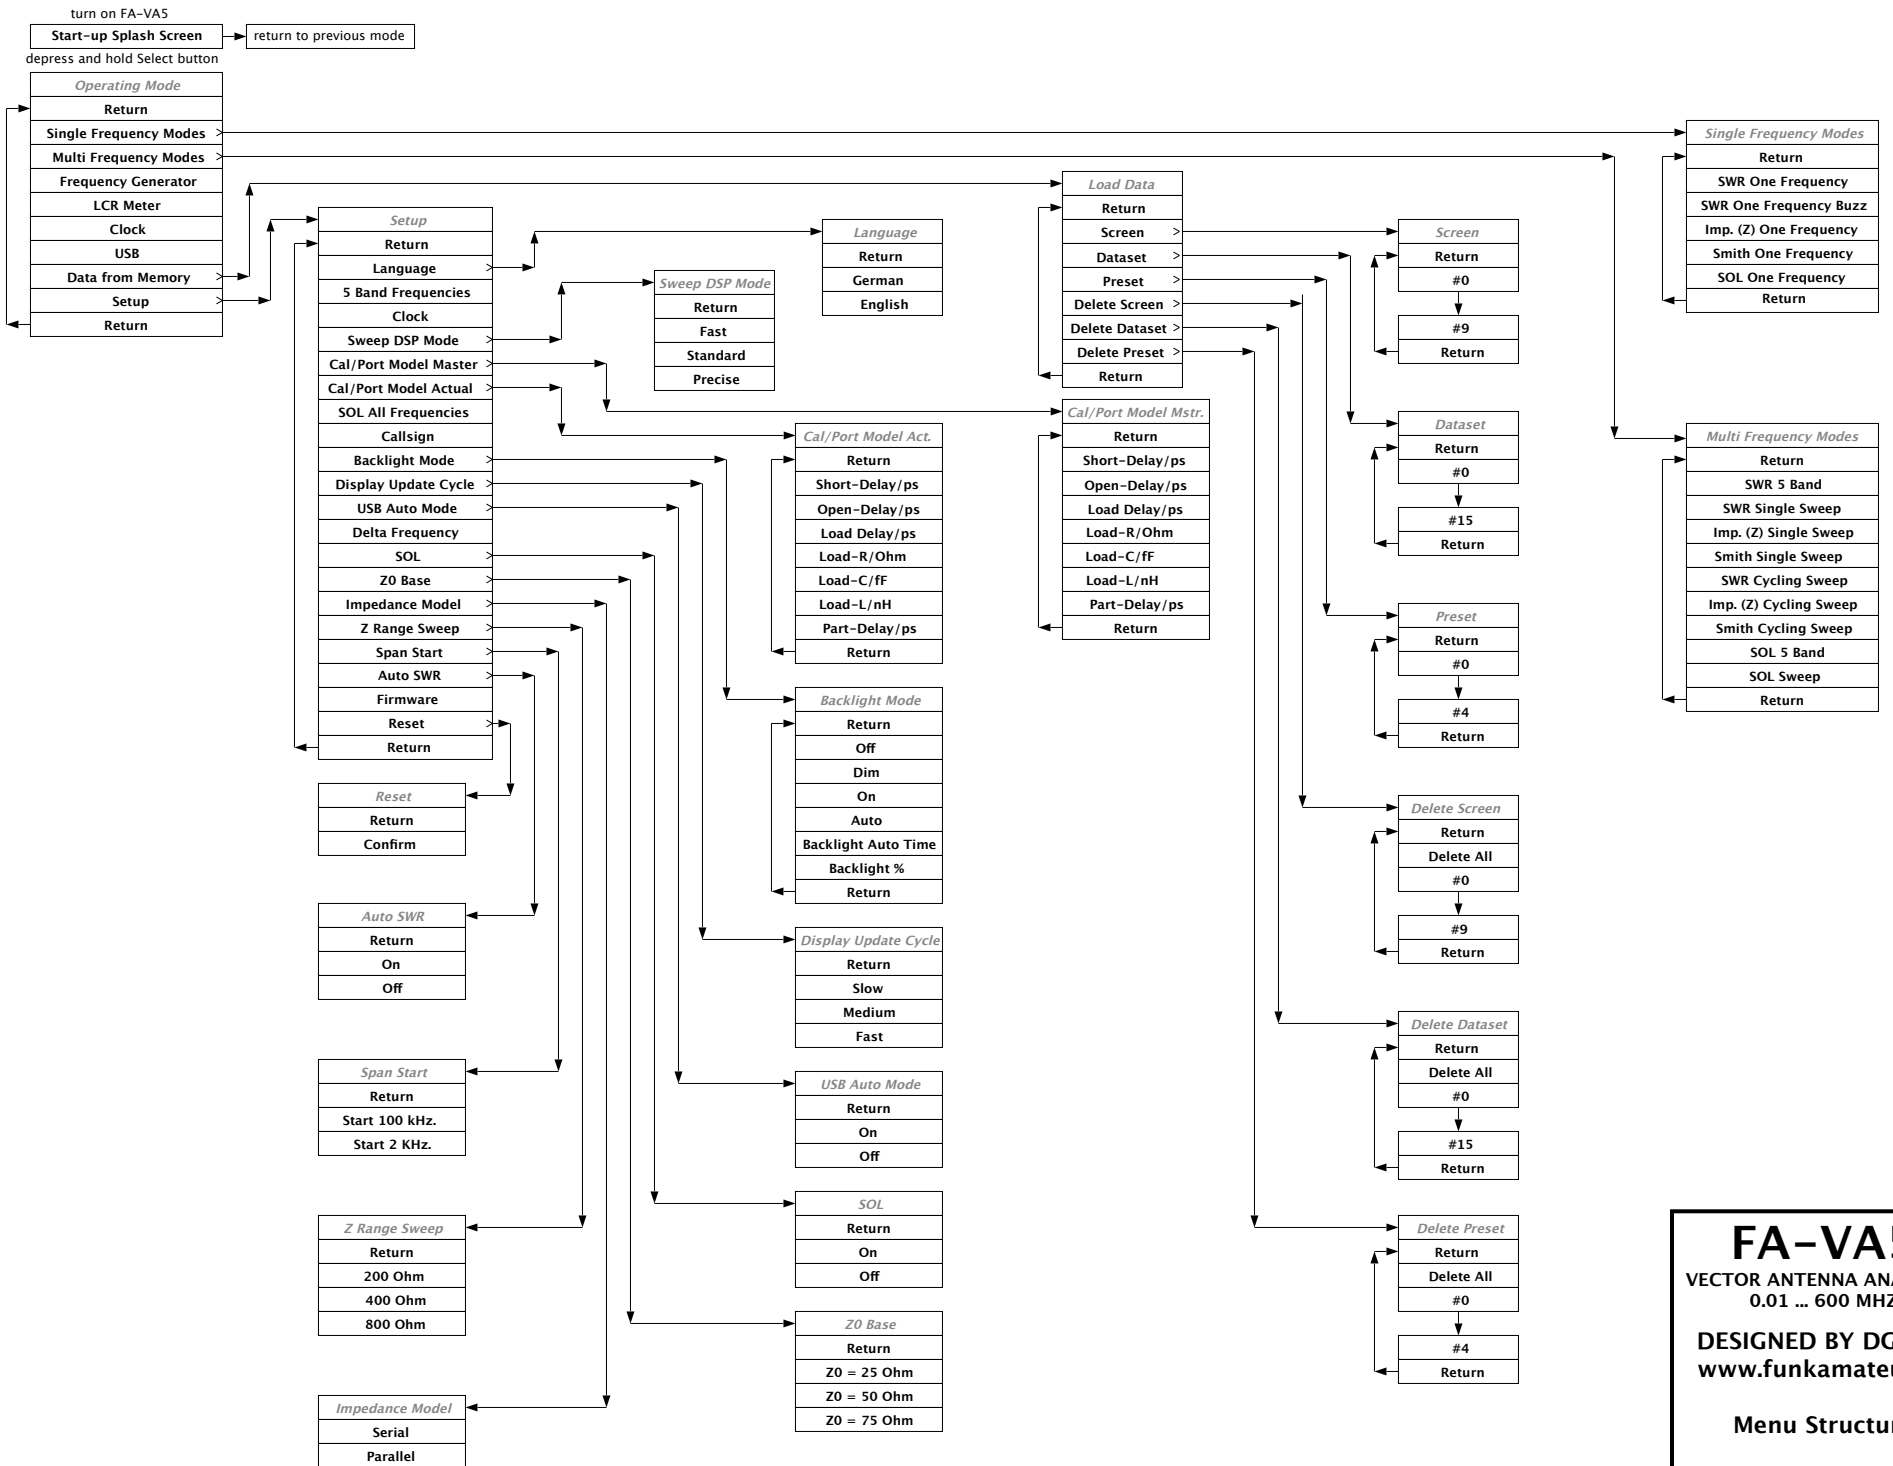 turn on FA-VA5
Start-up Splash Screen
return to previous mode
depress and hold Select button
Operating Mode
Return
Single Frequency Modes >
Multi Frequency Modes >
Frequency Generator
LCR Meter
Clock
USB
Data from Memory >
Setup >
Return
Setup
Return
Language >
5 Band Frequencies
Clock
Sweep DSP Mode >
Cal/Port Model Master >
Cal/Port Model Actual >
SOL All Frequencies
Callsign
Backlight Mode >
Display Update Cycle >
USB Auto Mode >
Delta Frequency
SOL >
Z0 Base >
Impedance Model >
Z Range Sweep >
Span Start >
Auto SWR >
Firmware
Reset >
Return
Reset
Return
Confirm
Auto SWR
Return
On
Off
Span Start
Return
Start 100 kHz.
Start 2 KHz.
Z Range Sweep
Return
200 Ohm
400 Ohm
800 Ohm
Impedance Model
Serial
Parallel
Sweep DSP Mode
Return
Fast
Standard
Precise
Language
Return
German
English
Cal/Port Model Act.
Return
Short-Delay/ps
Open-Delay/ps
Load Delay/ps
Load-R/Ohm
Load-C/fF
Load-L/nH
Part-Delay/ps
Return
Backlight Mode
Return
Off
Dim
On
Auto
Backlight Auto Time
Backlight %
Return
Display Update Cycle
Return
Slow
Medium
Fast
USB Auto Mode
Return
On
Off
SOL
Return
On
Off
Z0 Base
Return
Z0 = 25 Ohm
Z0 = 50 Ohm
Z0 = 75 Ohm
Load Data
Return
Screen >
Dataset >
Preset >
Delete Screen >
Delete Dataset >
Delete Preset >
Return
Cal/Port Model Mstr.
Return
Short-Delay/ps
Open-Delay/ps
Load Delay/ps
Load-R/Ohm
Load-C/fF
Load-L/nH
Part-Delay/ps
Return
Screen
Return
#0
#9
Return
Dataset
Return
#0
#15
Return
Preset
Return
#0
#4
Return
Delete Screen
Return
Delete All
#0
#9
Return
Delete Dataset
Return
Delete All
#0
#15
Return
Delete Preset
Return
Delete All
#0
#4
Return
Single Frequency Modes
Return
SWR One Frequency
SWR One Frequency Buzz
Imp. (Z) One Frequency
Smith One Frequency
SOL One Frequency
Return
Multi Frequency Modes
Return
SWR 5 Band
SWR Single Sweep
Imp. (Z) Single Sweep
Smith Single Sweep
SWR Cycling Sweep
Imp. (Z) Cycling Sweep
Smith Cycling Sweep
SOL 5 Band
SOL Sweep
Return
FA-VA5
VECTOR ANTENNA
0.01 ... 600 MHZ
DESIGNED BY
Menu